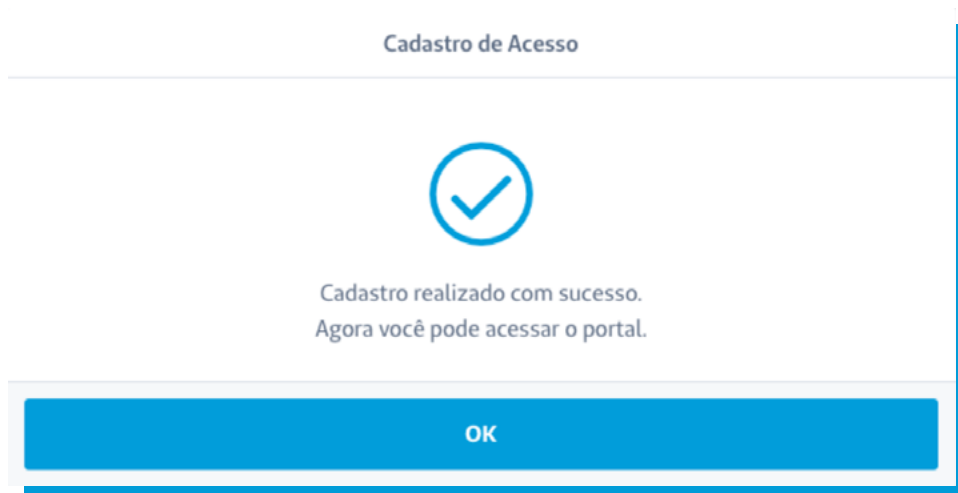 Cadastro de Acesso
Cadastro realizado com sucesso.
Agora você pode acessar o portal.
OK